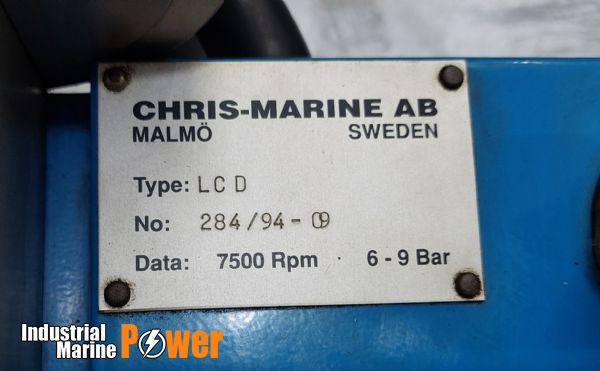 CHRIS-MARINE AB
MALMÖ SWEDEN
Type: LCD
No: 284/94-09
Data: 7500 Rpm · 6-9 Bar
Industrial
Marine Power